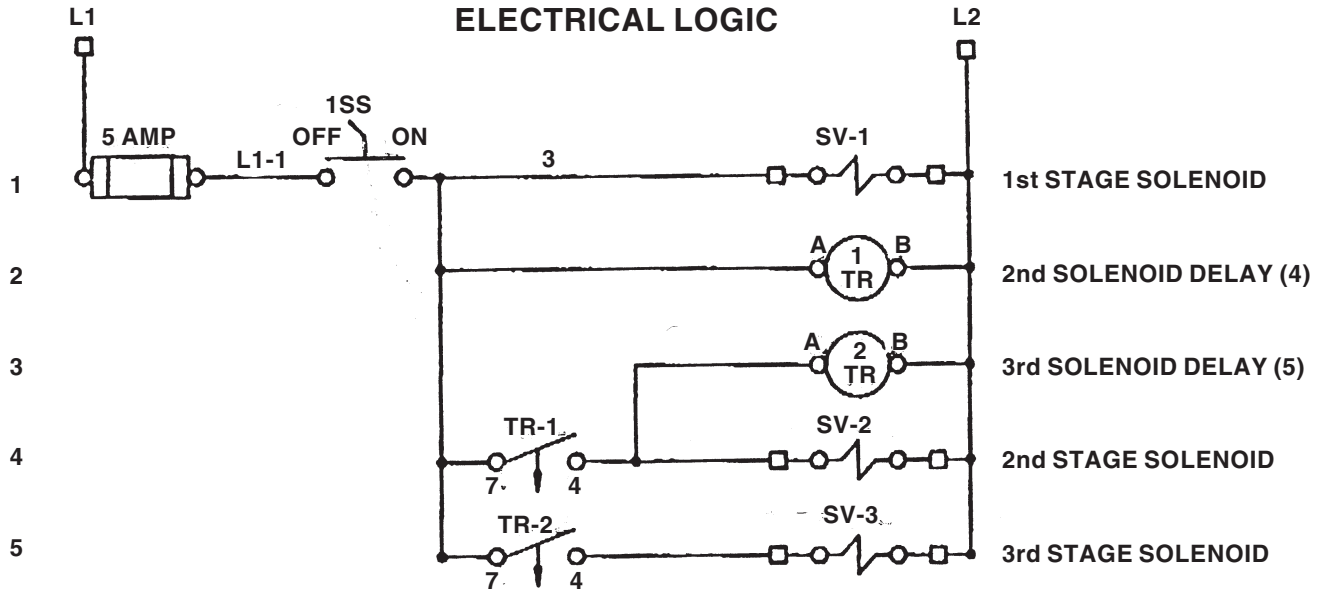 L1 ELECTRICAL LOGIC L2
1SS
5 AMP OFF ON SV-1
L1-1 3
1 1st STAGE SOLENOID
A 1 B
2 TR 2nd SOLENOID DELAY (4)
A 2 B
3 TR 3rd SOLENOID DELAY (5)
TR-1 SV-2
4 2nd STAGE SOLENOID
7 4
TR-2 SV-3
5 3rd STAGE SOLENOID
7 4